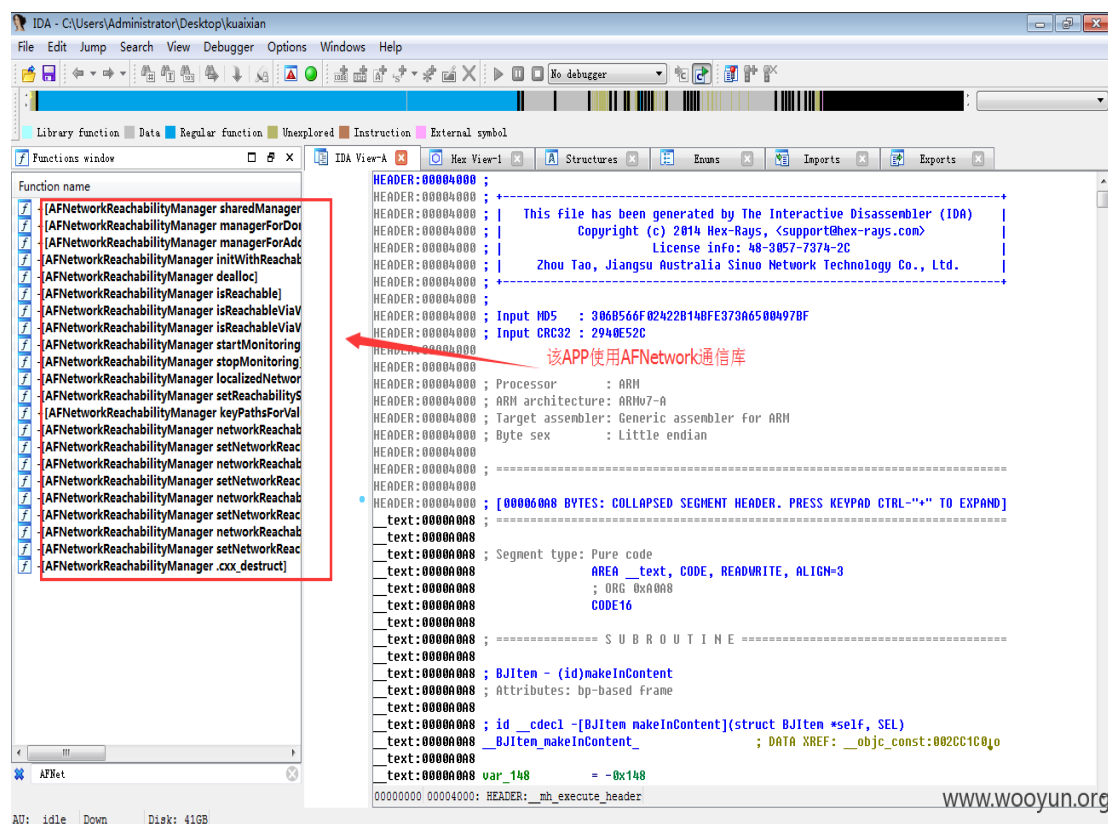 IDA - C:\Users\Administrator\Desktop\kuaixian
File Edit Jump Search View Debugger Options Windows Help
No debugger
Library function Data Regular function Unexplored Instruction External symbol
Functions window
IDA View-A Hex View-1 Structures Enums Imports Exports
Function name
[AFNetworkReachabilityManager sharedManager
[AFNetworkReachabilityManager managerForDor
[AFNetworkReachabilityManager managerForAdd
-[AFNetworkReachabilityManager initWithReachab
-[AFNetworkReachabilityManager dealloc]
-[AFNetworkReachabilityManager isReachable]
-[AFNetworkReachabilityManager isReachableViaV
-[AFNetworkReachabilityManager isReachableViaV
-[AFNetworkReachabilityManager startMonitoring
-[AFNetworkReachabilityManager stopMonitoring]
-[AFNetworkReachabilityManager localizedNetwor
-[AFNetworkReachabilityManager setReachabilityS
[AFNetworkReachabilityManager keyPathsForVal
-[AFNetworkReachabilityManager networkReachab
-[AFNetworkReachabilityManager setNetworkReac
-[AFNetworkReachabilityManager networkReachab
-[AFNetworkReachabilityManager setNetworkReac
-[AFNetworkReachabilityManager networkReachab
-[AFNetworkReachabilityManager setNetworkReac
-[AFNetworkReachabilityManager networkReachab
-[AFNetworkReachabilityManager setNetworkReac
-[AFNetworkReachabilityManager .cxx_destruct]
AFNet
HEADER:00004000 ;
HEADER:00004000 ; +-------------------------------------------------------------------------+
HEADER:00004000 ; | This file has been generated by The Interactive Disassembler (IDA) |
HEADER:00004000 ; | Copyright (c) 2014 Hex-Rays, <support@hex-rays.com> |
HEADER:00004000 ; | License info: 48-3057-7374-2C |
HEADER:00004000 ; | Zhou Tao, Jiangsu Australia Sinuo Network Technology Co., Ltd. |
HEADER:00004000 ; +-------------------------------------------------------------------------+
HEADER:00004000 ;
HEADER:00004000 ; Input MD5 : 306B566F02422B14BFE373A6500497BF
HEADER:00004000 ; Input CRC32 : 2940E52C
HEADER:00004000
该APP使用AFNetwork通信库
HEADER:00004000
HEADER:00004000 ; Processor : ARM
HEADER:00004000 ; ARM architecture: ARMv7-A
HEADER:00004000 ; Target assembler: Generic assembler for ARM
HEADER:00004000 ; Byte sex : Little endian
HEADER:00004000
HEADER:00004000 ; ===========================================================================
HEADER:00004000
HEADER:00004000 ; [000060A8 BYTES: COLLAPSED SEGMENT HEADER. PRESS KEYPAD CTRL-"+" TO EXPAND]
__text:0000A0A8 ; ===========================================================================
__text:0000A0A8
__text:0000A0A8 ; Segment type: Pure code
__text:0000A0A8 AREA __text, CODE, READWRITE, ALIGN=3
__text:0000A0A8 ; ORG 0xA0A8
__text:0000A0A8 CODE16
__text:0000A0A8
__text:0000A0A8 ; =============== S U B R O U T I N E =======================================
__text:0000A0A8
__text:0000A0A8 ; BJItem - (id)makeInContent
__text:0000A0A8 ; Attributes: bp-based frame
__text:0000A0A8
__text:0000A0A8 ; id __cdecl -[BJItem makeInContent](struct BJItem *self, SEL)
__text:0000A0A8 __BJItem_makeInContent_ ; DATA XREF: __objc_const:002CC1C0↓o
__text:0000A0A8
__text:0000A0A8 var_148 = -0x148
00000000 00004000: HEADER:__mh_execute_header
www.wooyun.org
AU: idle Down Disk: 41GB